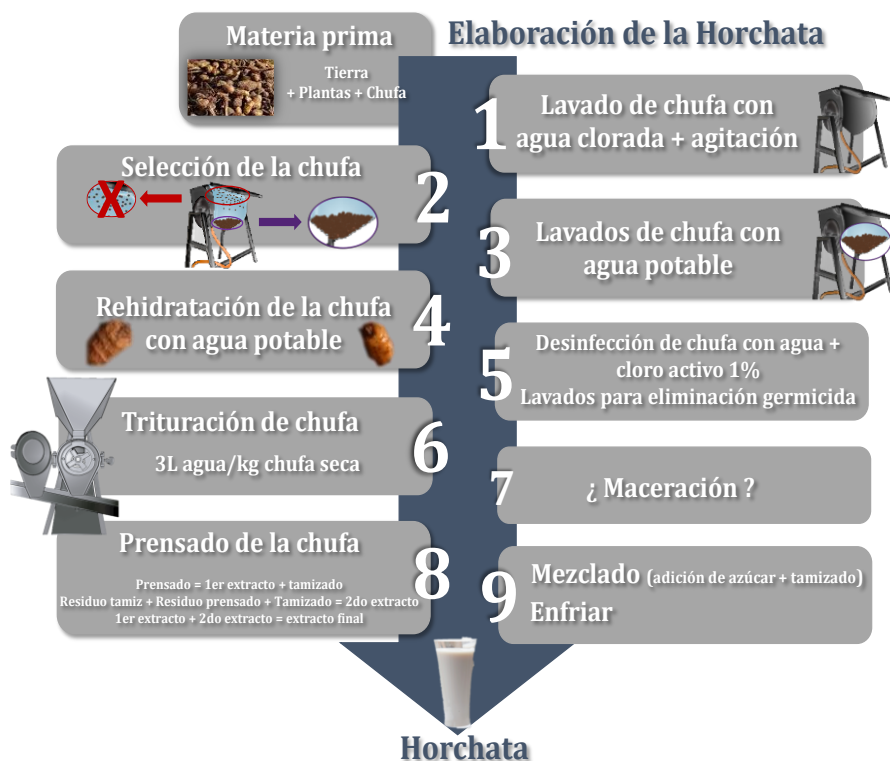 Elaboración de la Horchata
Materia prima
Tierra
+ Plantas + Chufa
1
Lavado de chufa con
agua clorada + agitación
2
Selección de la chufa
X
3
Lavados de chufa con
agua potable
4
Rehidratación de la chufa
con agua potable
5
Desinfección de chufa con agua +
cloro activo 1%
Lavados para eliminación germicida
6
Trituración de chufa
3L agua/kg chufa seca
7
¿ Maceración ?
8
Prensado de la chufa
Prensado = 1er extracto + tamizado
Residuo tamiz + Residuo prensado + Tamizado = 2do extracto
1er extracto + 2do extracto = extracto final
9
Mezclado (adición de azúcar + tamizado)
Enfriar
Horchata